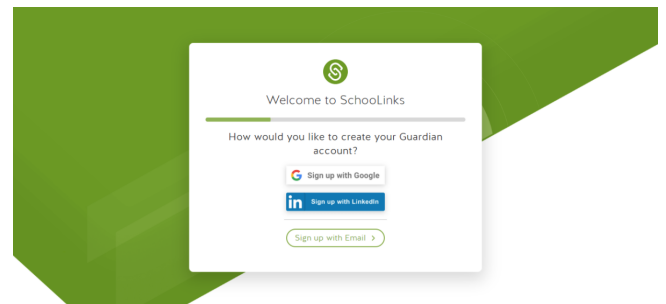 Welcome to SchooLinks
How would you like to create your Guardian
account?
Sign up with Google
in Sign up with LinkedIn
Sign up with Email >